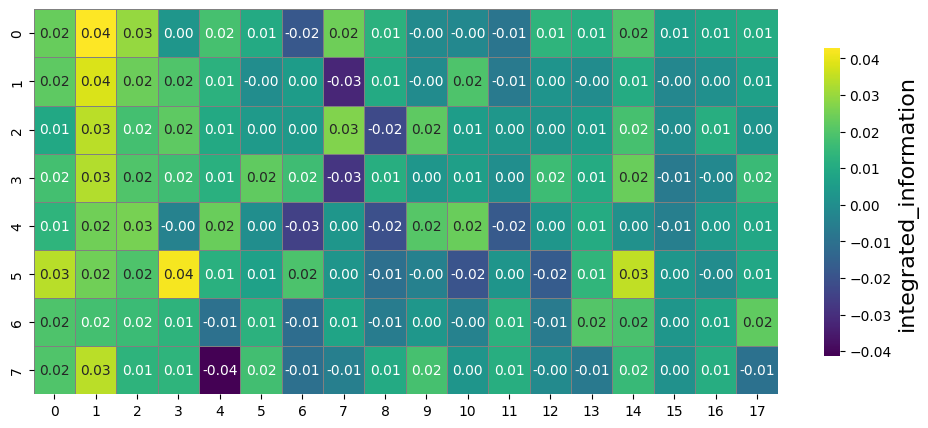 0 0.02 0.04 0.03 0.00 0.02 0.01 -0.02 0.02 0.01 -0.00 -0.00 -0.01 0.01 0.01 0.02 0.01 0.01 0.01
1 0.02 0.04 0.02 0.02 0.01 -0.00 0.00 -0.03 0.01 -0.00 0.02 -0.01 0.00 -0.00 0.01 -0.00 0.00 0.01
2 0.01 0.03 0.02 0.02 0.01 0.00 0.00 0.03 -0.02 0.02 0.01 0.00 0.01 0.00 0.02 -0.00 0.01 0.00
3 0.02 0.03 0.02 0.02 0.01 0.02 0.02 -0.03 0.01 0.00 0.01 0.00 0.02 0.01 0.02 -0.01 -0.00 0.02
4 0.01 0.02 0.03 -0.00 0.02 0.00 -0.03 0.00 -0.02 0.02 0.02 -0.02 0.00 0.01 0.00 -0.01 0.00 0.01
5 0.03 0.02 0.02 0.04 0.01 0.01 0.02 0.00 -0.01 -0.00 -0.02 0.00 -0.02 0.01 0.03 0.00 -0.00 0.01
6 0.02 0.02 0.02 0.01 -0.01 0.01 -0.01 0.01 -0.01 0.00 -0.00 0.01 -0.01 0.02 0.02 0.00 0.01 0.02
7 0.02 0.03 0.01 0.01 -0.04 0.02 -0.01 -0.01 0.01 0.02 0.00 0.01 -0.00 -0.01 0.02 0.00 0.01 -0.01
0 1 2 3 4 5 6 7 8 9 10 11 12 13 14 15 16 17
0.04
0.03
0.02
0.01
0.00
−0.01
−0.02
−0.03
−0.04
integrated_information